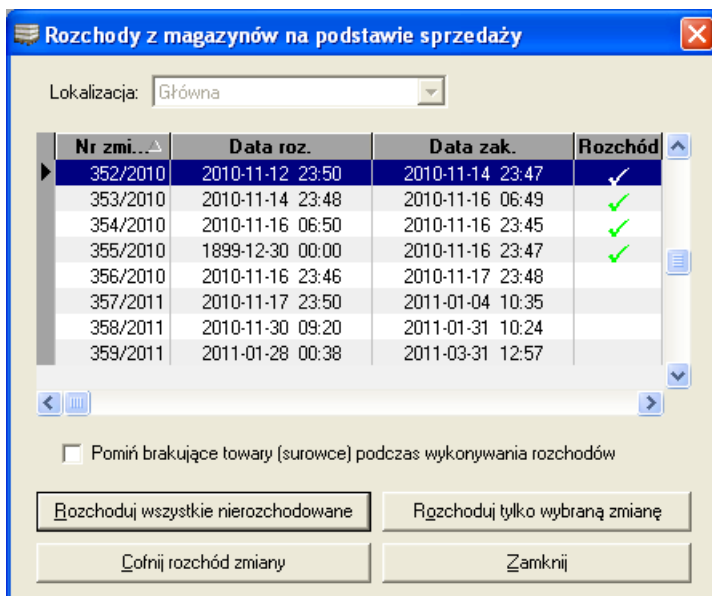 Rozchody z magazynów na podstawie sprzedaży
Lokalizacja: Główna
Nr zmi... Data roz. Data zak. Rozchód
352/2010 2010-11-12 23:50 2010-11-14 23:47
353/2010 2010-11-14 23:48 2010-11-16 06:49
354/2010 2010-11-16 06:50 2010-11-16 23:45
355/2010 1899-12-30 00:00 2010-11-16 23:47
356/2010 2010-11-16 23:46 2010-11-17 23:48
357/2011 2010-11-17 23:50 2011-01-04 10:35
358/2011 2010-11-30 09:20 2011-01-31 10:24
359/2011 2011-01-28 00:38 2011-03-31 12:57
Pomiń brakujące towary (surowce) podczas wykonywania rozchodów
Rozchoduj wszystkie nierozchodowane Rozchoduj tylko wybraną zmianę
Cofnij rozchód zmiany Zamknij